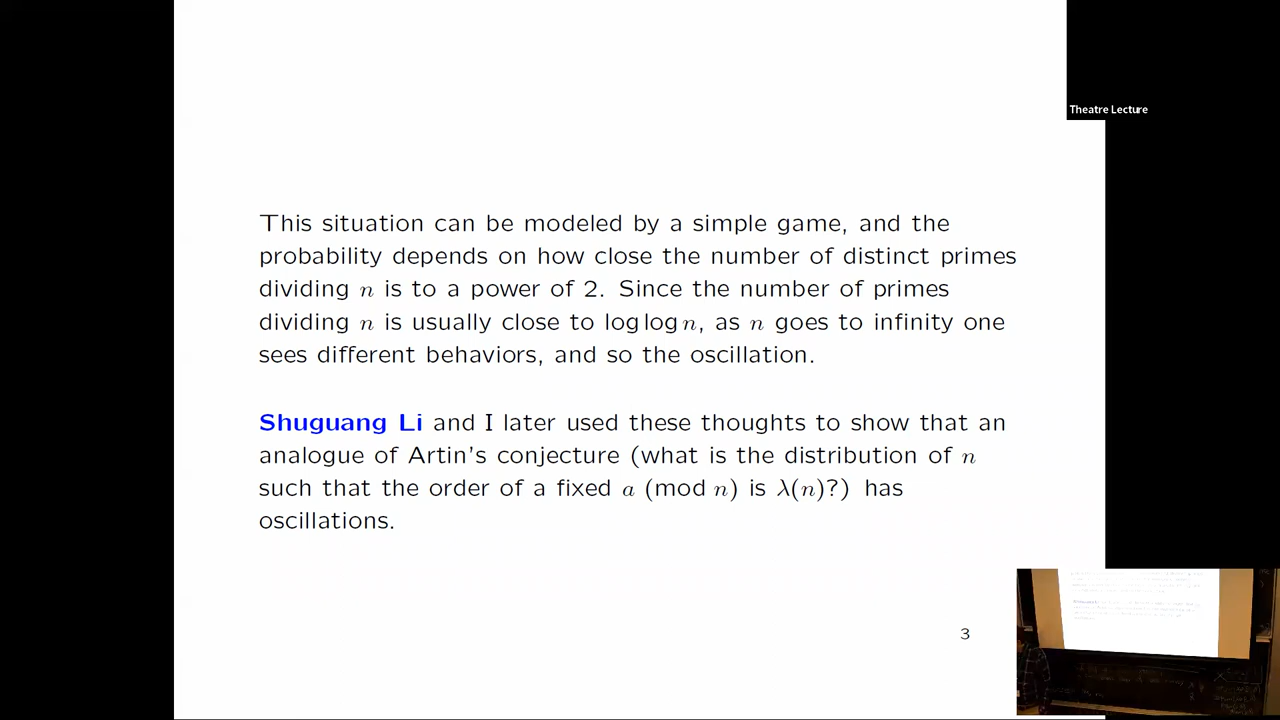 Theatre Lecture
This situation can be modeled by a simple game, and the
probability depends on how close the number of distinct primes
dividing n is to a power of 2. Since the number of primes
dividing n is usually close to log log n, as n goes to infinity one
sees different behaviors, and so the oscillation.
Shuguang Li and I later used these thoughts to show that an
analogue of Artin's conjecture (what is the distribution of n
such that the order of a fixed a (mod n) is λ(n)?) has
oscillations.
3